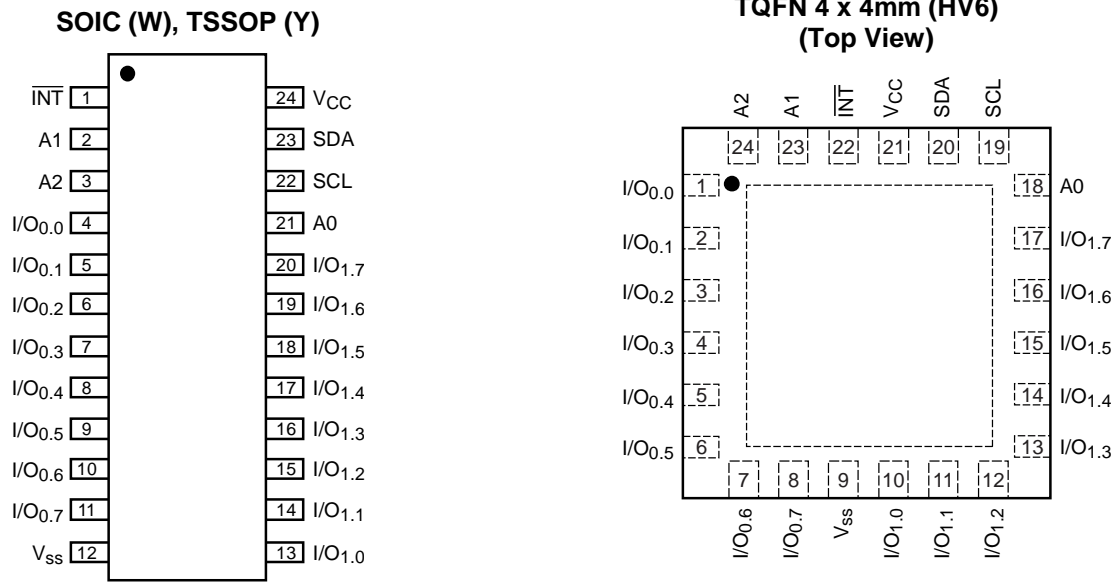 SOIC (W), TSSOP (Y)
INT 1
A1 2
A2 3
I/O0.0 4
I/O0.1 5
I/O0.2 6
I/O0.3 7
I/O0.4 8
I/O0.5 9
I/O0.6 10
I/O0.7 11
VSS 12
24 VCC
23 SDA
22 SCL
21 A0
20 I/O1.7
19 I/O1.6
18 I/O1.5
17 I/O1.4
16 I/O1.3
15 I/O1.2
14 I/O1.1
13 I/O1.0
TQFN 4 x 4mm (HV6)
(Top View)
A2 A1 INT VCC SDA SCL
24 23 22 21 20 19
I/O0.0 1
I/O0.1 2
I/O0.2 3
I/O0.3 4
I/O0.4 5
I/O0.5 6
18 A0
17 I/O1.7
16 I/O1.6
15 I/O1.5
14 I/O1.4
13 I/O1.3
7 8 9 10 11 12
I/O0.6 I/O0.7 Vss I/O1.0 I/O1.1 I/O1.2